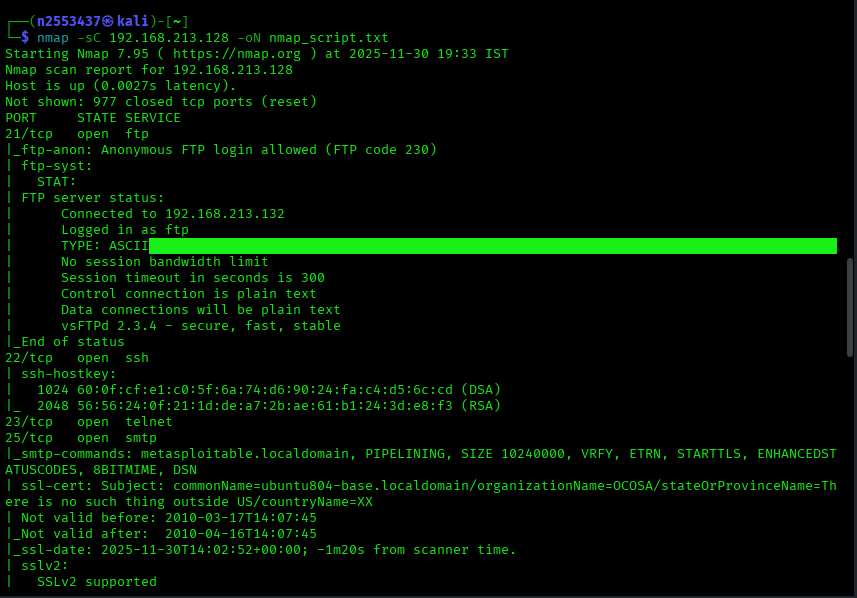 ┌──(n2553437㉿kali)-[~]
└─$ nmap -sC 192.168.213.128 -oN nmap_script.txt
Starting Nmap 7.95 ( https://nmap.org ) at 2025-11-30 19:33 IST
Nmap scan report for 192.168.213.128
Host is up (0.0027s latency).
Not shown: 977 closed tcp ports (reset)
PORT     STATE SERVICE
21/tcp   open  ftp
|_ftp-anon: Anonymous FTP login allowed (FTP code 230)
| ftp-syst:
|   STAT:
| FTP server status:
|      Connected to 192.168.213.132
|      Logged in as ftp
|      TYPE: ASCII
|      No session bandwidth limit
|      Session timeout in seconds is 300
|      Control connection is plain text
|      Data connections will be plain text
|      vsFTPd 2.3.4 - secure, fast, stable
|_End of status
22/tcp   open  ssh
| ssh-hostkey:
|   1024 60:0f:cf:e1:c0:5f:6a:74:d6:90:24:fa:c4:d5:6c:cd (DSA)
|_  2048 56:56:24:0f:21:1d:de:a7:2b:ae:61:b1:24:3d:e8:f3 (RSA)
23/tcp   open  telnet
25/tcp   open  smtp
|_smtp-commands: metasploitable.localdomain, PIPELINING, SIZE 10240000, VRFY, ETRN, STARTTLS, ENHANCEDST
ATUSCODES, 8BITMIME, DSN
| ssl-cert: Subject: commonName=ubuntu804-base.localdomain/organizationName=OCOSA/stateOrProvinceName=Th
ere is no such thing outside US/countryName=XX
| Not valid before: 2010-03-17T14:07:45
|_Not valid after:  2010-04-16T14:07:45
|_ssl-date: 2025-11-30T14:02:52+00:00; -1m20s from scanner time.
| sslv2:
|   SSLv2 supported